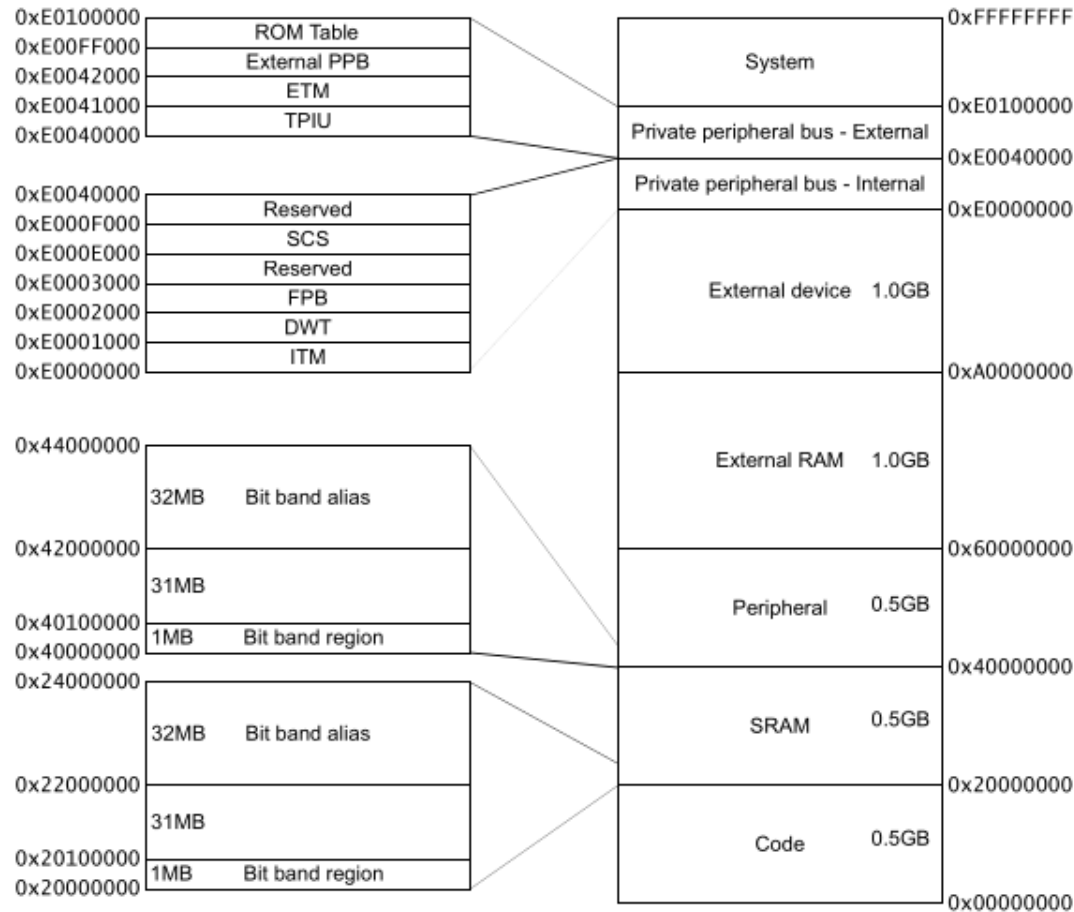 0xE0100000
ROM Table
0xE00FF000
External PPB
0xE0042000
ETM
0xE0041000
TPIU
0xE0040000
0xE0040000
Reserved
0xE000F000
SCS
0xE000E000
Reserved
0xE0003000
FPB
0xE0002000
DWT
0xE0001000
ITM
0xE0000000
0x44000000
32MB Bit band alias
0x42000000
31MB
0x40100000
1MB Bit band region
0x40000000
0x24000000
32MB Bit band alias
0x22000000
31MB
0x20100000
1MB Bit band region
0x20000000
0xFFFFFFFF
System
0xE0100000
Private peripheral bus - External
0xE0040000
Private peripheral bus - Internal
0xE0000000
External device 1.0GB
0xA0000000
External RAM 1.0GB
0x60000000
Peripheral 0.5GB
0x40000000
SRAM 0.5GB
0x20000000
Code 0.5GB
0x00000000